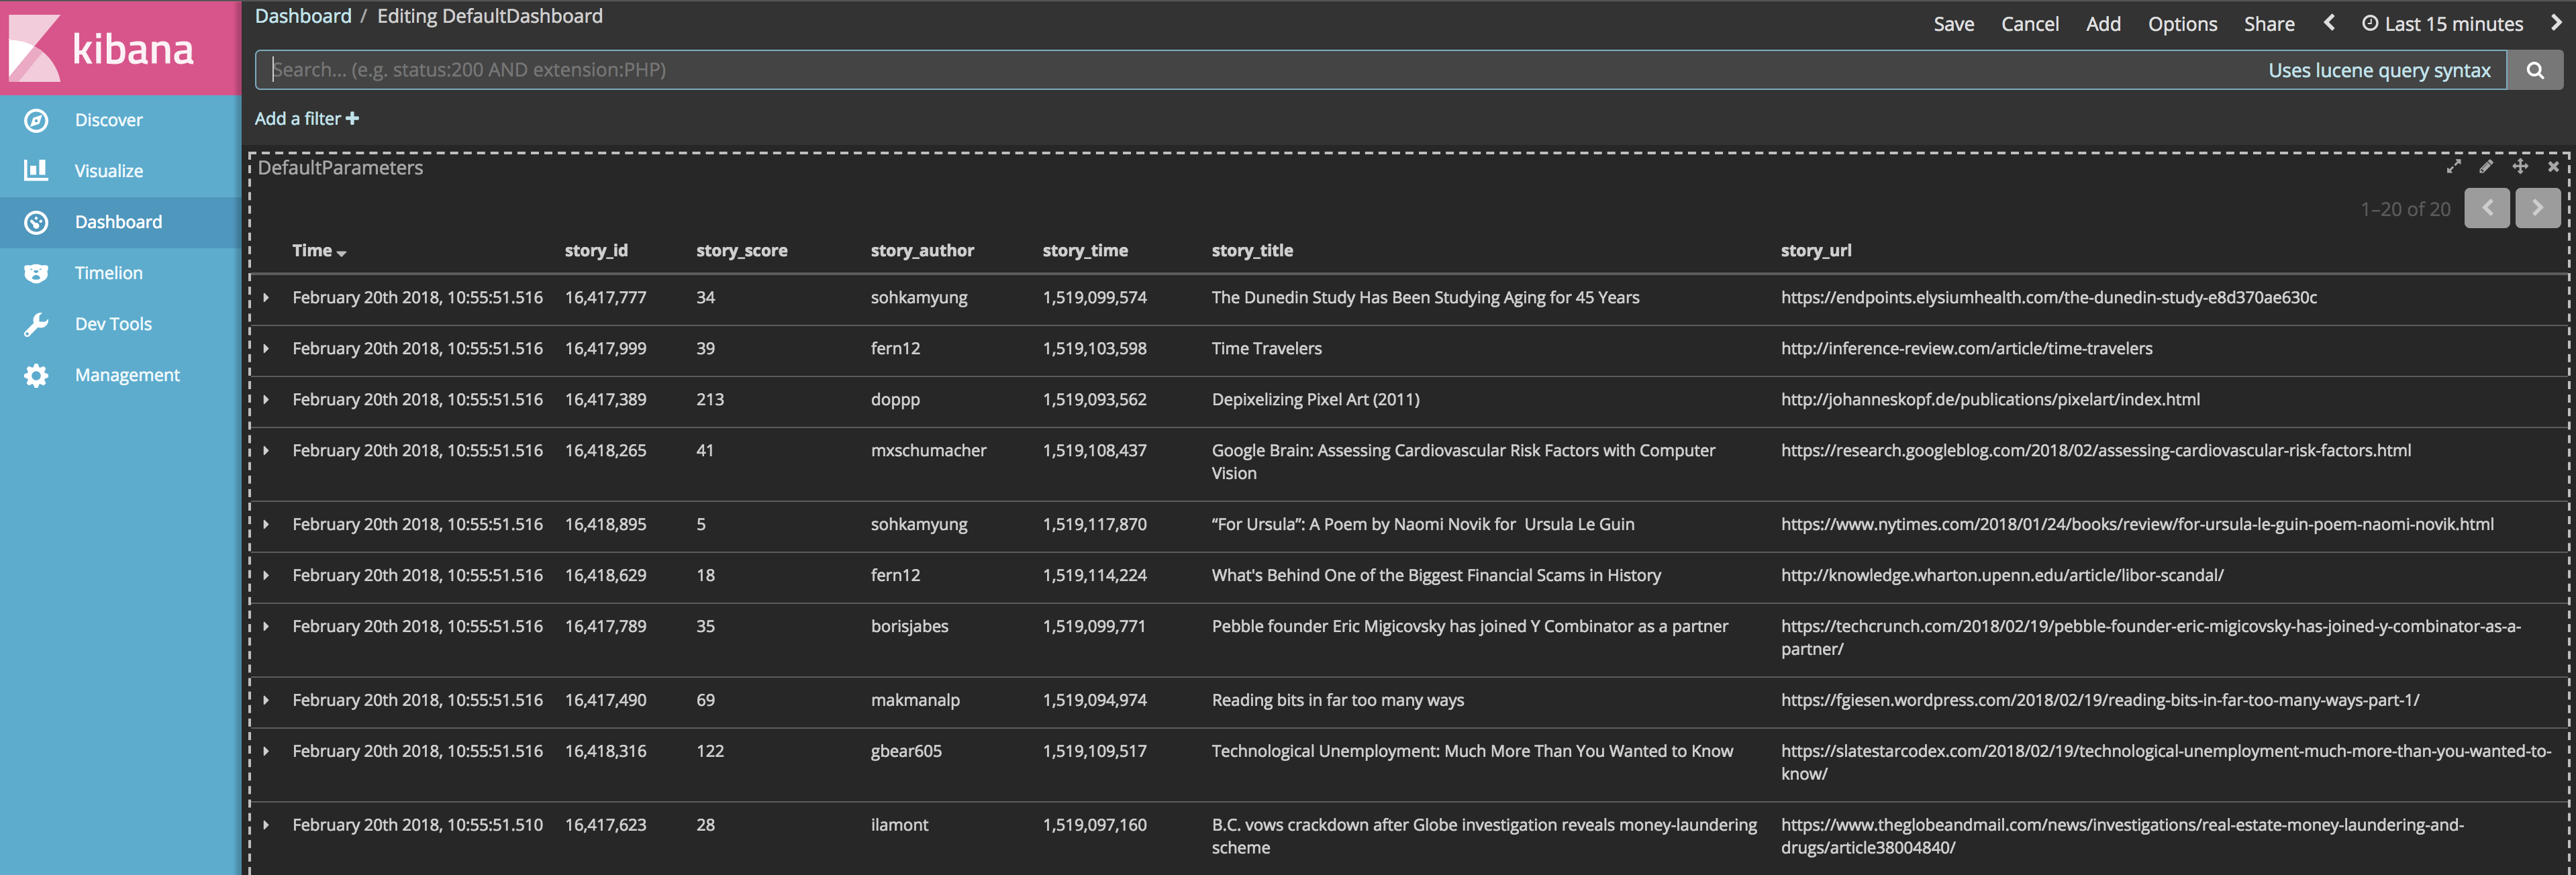 kibana
Discover
Visualize
Dashboard
Timelion
Dev Tools
Management
Dashboard / Editing DefaultDashboard
Save Cancel Add Options Share Last 15 minutes
Search... (e.g. status:200 AND extension:PHP) Uses lucene query syntax
Add a filter +
DefaultParameters
1–20 of 20
Time story_id story_score story_author story_time story_title story_url
February 20th 2018, 10:55:51.516 16,417,777 34 sohkamyung 1,519,099,574 The Dunedin Study Has Been Studying Aging for 45 Years https://endpoints.elysiumhealth.com/the-dunedin-study-e8d370ae630c
February 20th 2018, 10:55:51.516 16,417,999 39 fern12 1,519,103,598 Time Travelers http://inference-review.com/article/time-travelers
February 20th 2018, 10:55:51.516 16,417,389 213 doppp 1,519,093,562 Depixelizing Pixel Art (2011) http://johanneskopf.de/publications/pixelart/index.html
February 20th 2018, 10:55:51.516 16,418,265 41 mxschumacher 1,519,108,437 Google Brain: Assessing Cardiovascular Risk Factors with Computer https://research.googleblog.com/2018/02/assessing-cardiovascular-risk-factors.html
Vision
February 20th 2018, 10:55:51.516 16,418,895 5 sohkamyung 1,519,117,870 “For Ursula”: A Poem by Naomi Novik for Ursula Le Guin https://www.nytimes.com/2018/01/24/books/review/for-ursula-le-guin-poem-naomi-novik.html
February 20th 2018, 10:55:51.516 16,418,629 18 fern12 1,519,114,224 What's Behind One of the Biggest Financial Scams in History http://knowledge.wharton.upenn.edu/article/libor-scandal/
February 20th 2018, 10:55:51.516 16,417,789 35 borisjabes 1,519,099,771 Pebble founder Eric Migicovsky has joined Y Combinator as a partner https://techcrunch.com/2018/02/19/pebble-founder-eric-migicovsky-has-joined-y-combinator-as-a-
partner/
February 20th 2018, 10:55:51.516 16,417,490 69 makmanalp 1,519,094,974 Reading bits in far too many ways https://fgiesen.wordpress.com/2018/02/19/reading-bits-in-far-too-many-ways-part-1/
February 20th 2018, 10:55:51.516 16,418,316 122 gbear605 1,519,109,517 Technological Unemployment: Much More Than You Wanted to Know https://slatestarcodex.com/2018/02/19/technological-unemployment-much-more-than-you-wanted-to-
know/
February 20th 2018, 10:55:51.510 16,417,623 28 ilamont 1,519,097,160 B.C. vows crackdown after Globe investigation reveals money-laundering https://www.theglobeandmail.com/news/investigations/real-estate-money-laundering-and-
scheme drugs/article38004840/